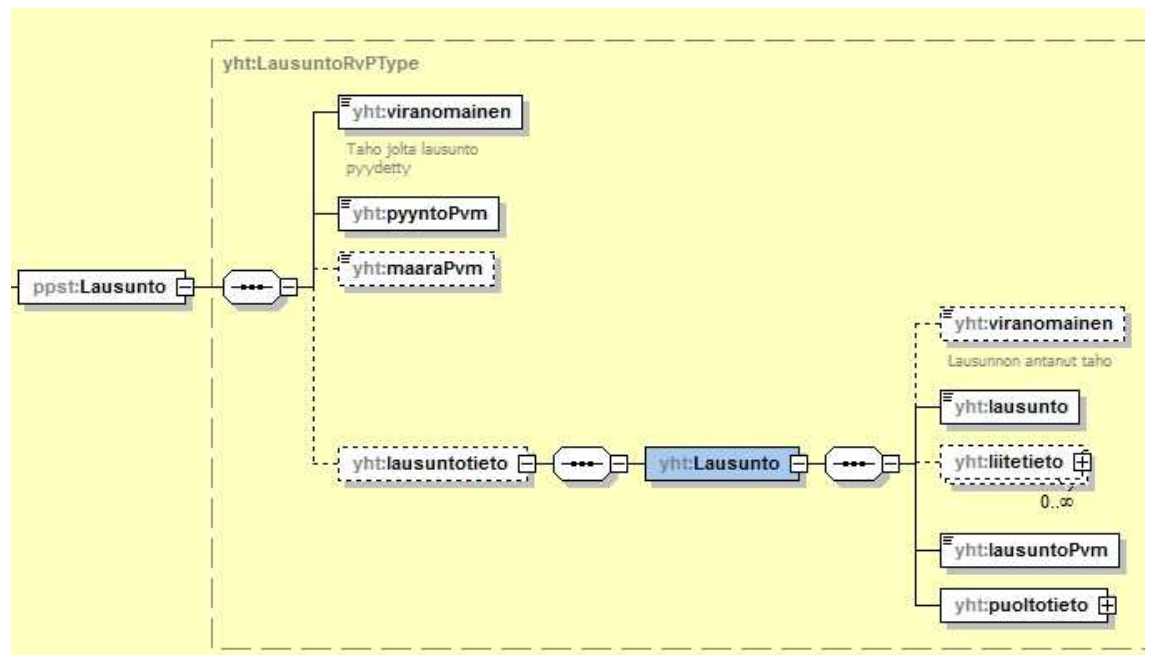 yht:LausuntoRvPType
yht:viranomainen
Taho jolta lausunto
pyydetty
yht:pyyntoPvm
yht:maaraPvm
ppst:Lausunto
yht:viranomainen
Lausunnon antanut taho
yht:lausunto
yht:lausuntotieto
yht:Lausunto
yht:liitetieto
0..∞
yht:lausuntoPvm
yht:puoltotieto